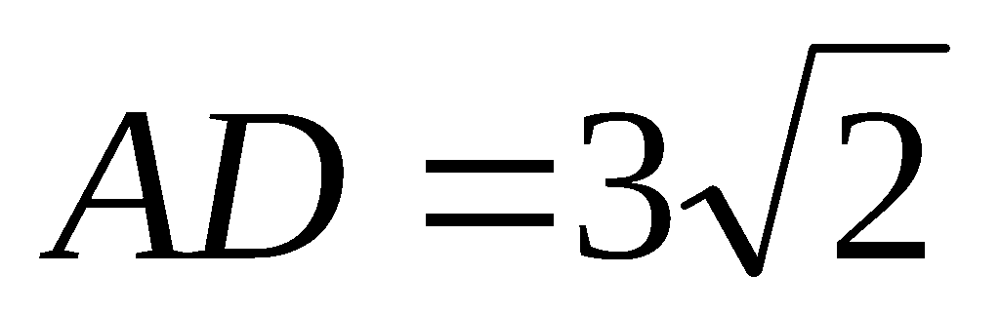 AD = 3√2